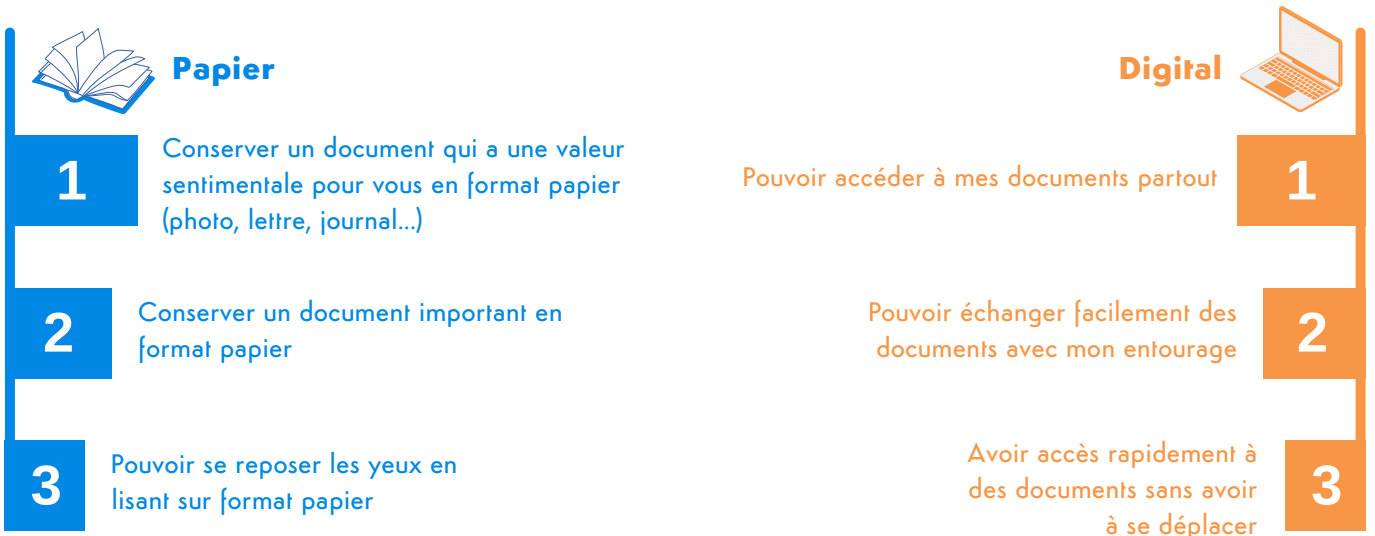 Papier
1
Conserver un document qui a une valeur
sentimentale pour vous en format papier
(photo, lettre, journal...)
2
Conserver un document important en
format papier
3
Pouvoir se reposer les yeux en
lisant sur format papier
Digital
Pouvoir accéder à mes documents partout
1
Pouvoir échanger facilement des
documents avec mon entourage
2
Avoir accès rapidement à
des documents sans avoir
à se déplacer
3